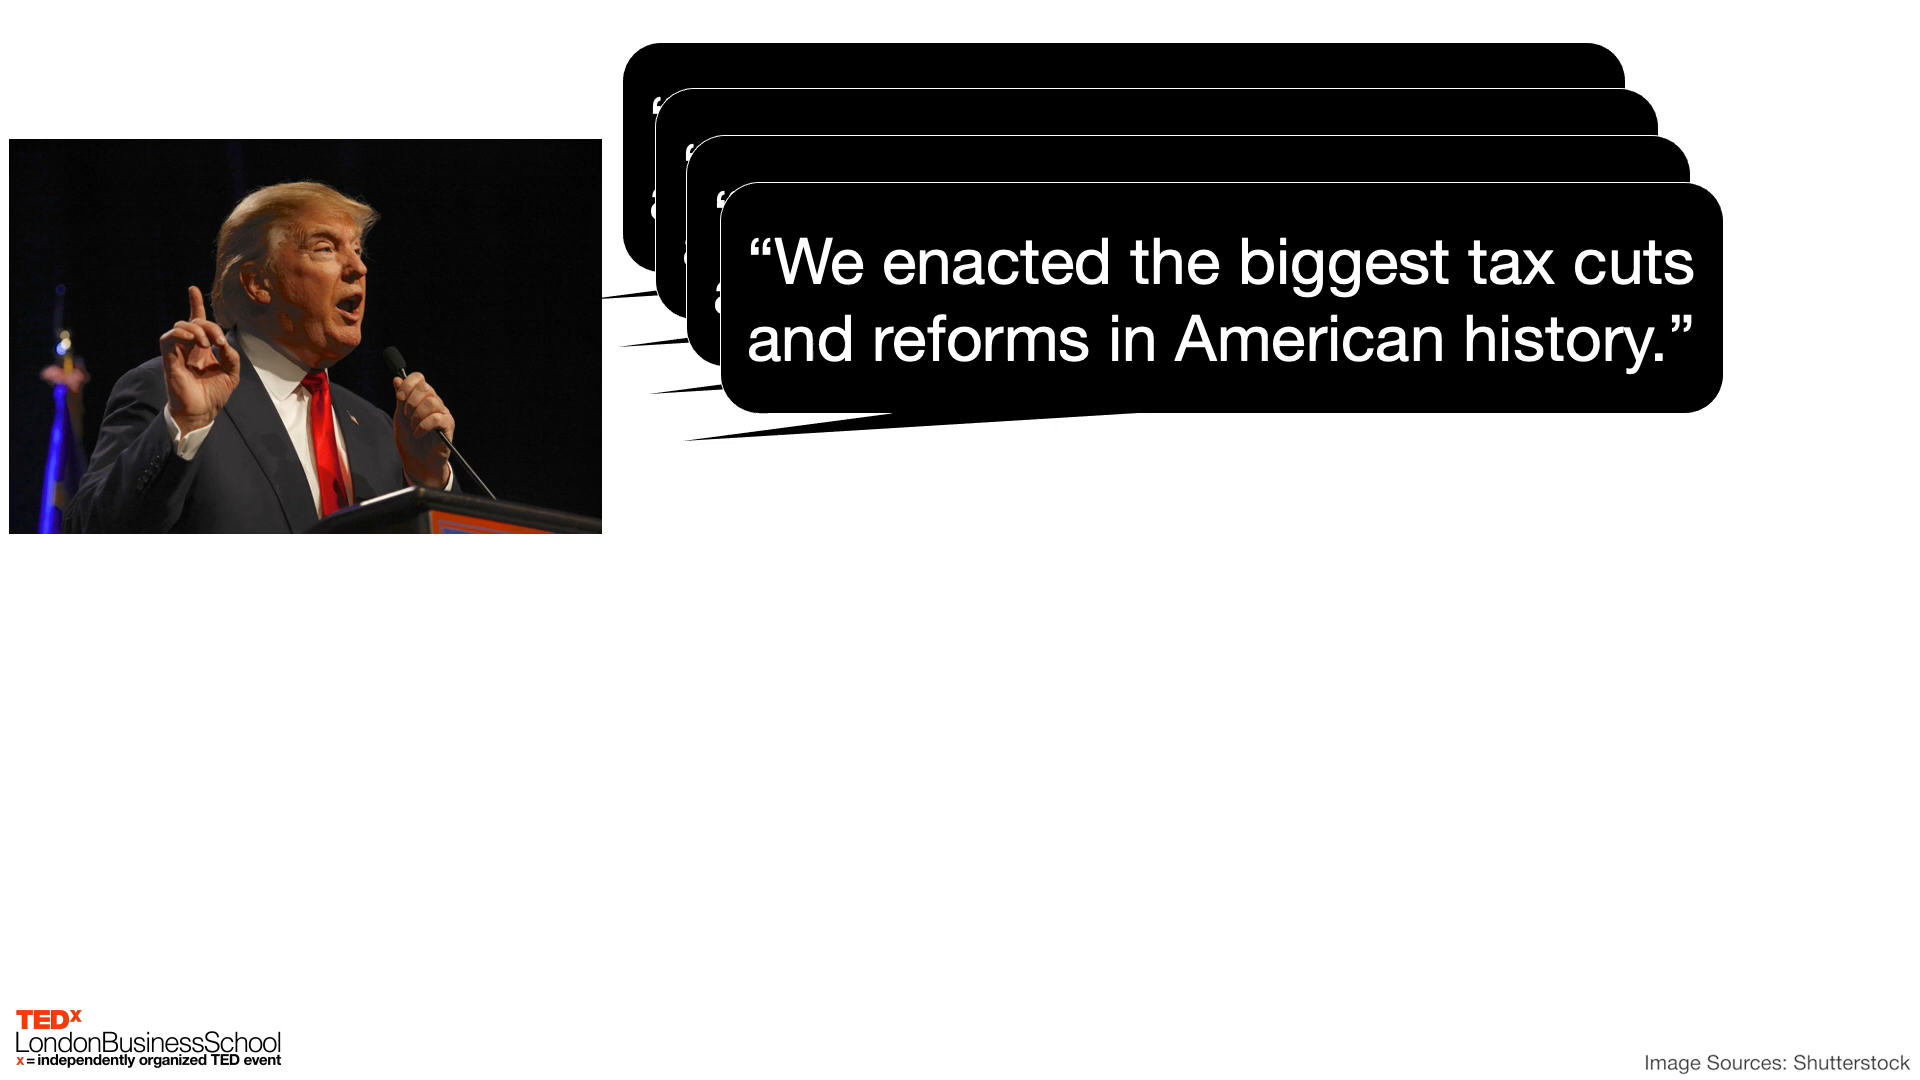 “We enacted the biggest tax cuts
and reforms in American history.”
TEDx
LondonBusinessSchool
x = independently organized TED event
Image Sources: Shutterstock